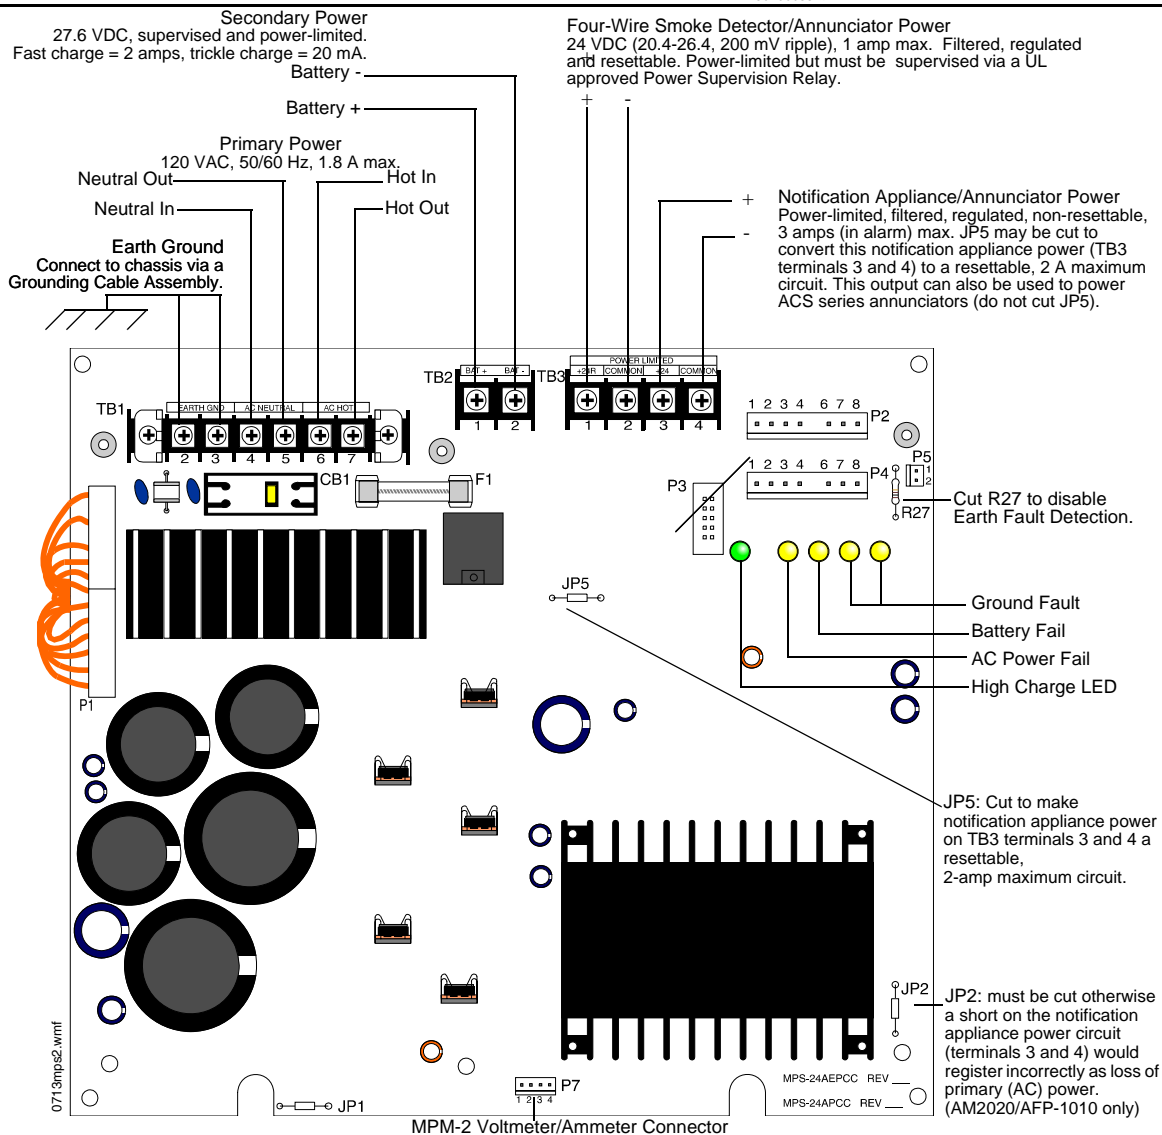 Secondary Power
27.6 VDC, supervised and power-limited.
Fast charge = 2 amps, trickle charge = 20 mA.
Battery -
Battery +
Primary Power
120 VAC, 50/60 Hz, 1.8 A max.
Neutral Out
Hot In
Neutral In
Hot Out
Earth Ground
Connect to chassis via a
Grounding Cable Assembly.
Four-Wire Smoke Detector/Annunciator Power
24 VDC (20.4-26.4, 200 mV ripple), 1 amp max.  Filtered, regulated
and resettable. Power-limited but must be  supervised via a UL
approved Power Supervision Relay.
+
+ -
+ Notification Appliance/Annunciator Power
Power-limited, filtered, regulated, non-resettable,
- 3 amps (in alarm) max. JP5 may be cut to
convert this notification appliance power (TB3
terminals 3 and 4) to a resettable, 2 A maximum
circuit. This output can also be used to power
ACS series annunciators (do not cut JP5).
TB1
EARTH GND AC NEUTRAL AC HOT
2 3 4 5 6 7
TB2
BAT + BAT -
1 2
TB3
POWER LIMITED
+24R COMMON +24 COMMON
1 2 3 4
1 2 3 4 6 7 8
P2
1 2 3 4 6 7 8
P4
P5
1
2
P3
R27
Cut R27 to disable
Earth Fault Detection.
CB1
F1
JP5
Ground Fault
Battery Fail
AC Power Fail
High Charge LED
P1
JP5: Cut to make
notification appliance power
on TB3 terminals 3 and 4 a
resettable,
2-amp maximum circuit.
JP2
JP2: must be cut otherwise
a short on the notification
appliance power circuit
(terminals 3 and 4) would
register incorrectly as loss of
primary (AC) power.
(AM2020/AFP-1010 only)
MPS-24AEPCC REV
MPS-24APCC REV
0713mps2.wmf
JP1
P7
1 2 3 4
MPM-2 Voltmeter/Ammeter Connector